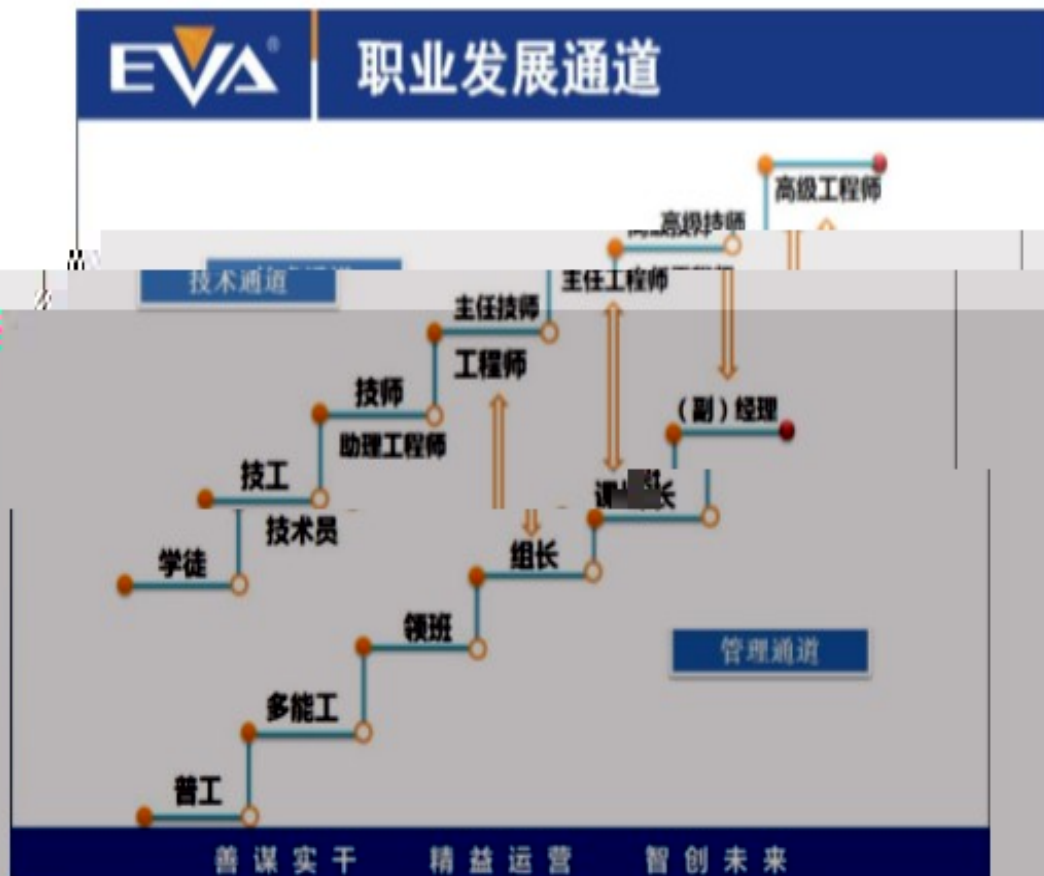 EVA®
职业发展通道
高级工程师
高级技师
技术通道
主任工程师
主任技师
工程师
技师
助理工程师
(副)经理
技工
技术员
学徒
组长
领班
管理通道
多能工
普工
善谋实干 精益运营 智创未来